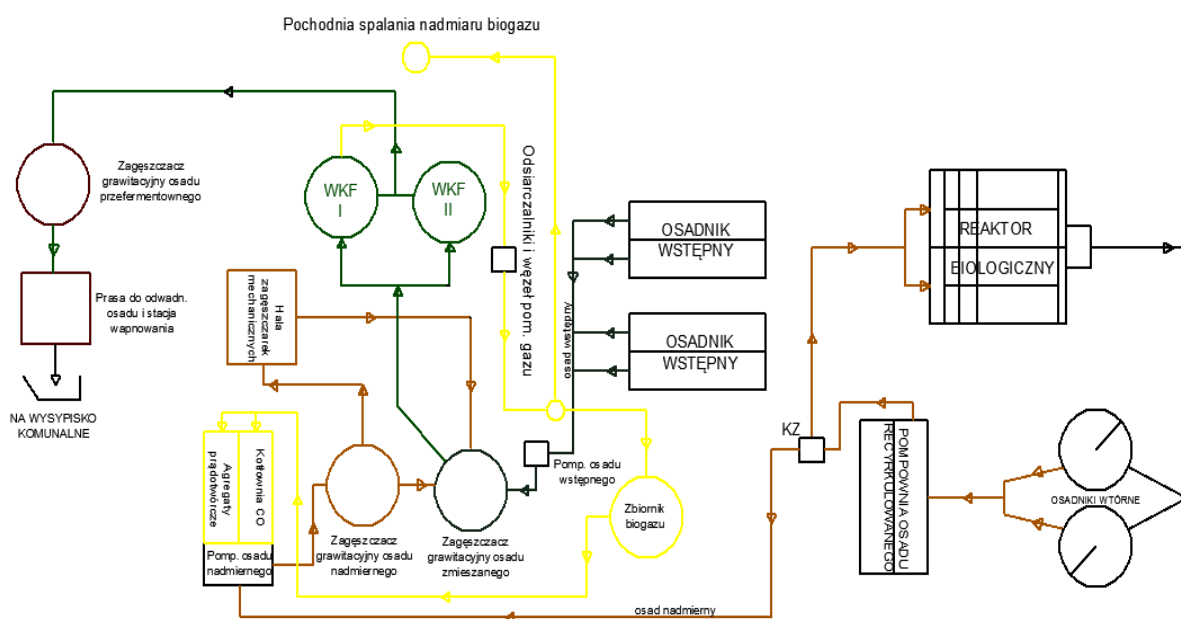 Pochodnia spalania nadmiaru biogazu
Zagęszczacz
grawitacyjny osadu
przefermentownego
WKF
I
WKF
II
Odsiarczalniki i węzeł pom. gazu
OSADNIK
WSTĘPNY
osad wstępny
OSADNIK
WSTĘPNY
REAKTOR
BIOLOGICZNY
Prasa do odwadn.
osadu i stacja
wapnowania
Hala
zagęszczarek
mechanicznych
NA WYSYPISKO
KOMUNALNE
Kotłownia CO
Agregaty
prądotwórcze
Pomp. osadu
nadmiernego
Zagęszczacz
grawitacyjny osadu
nadmiernego
Zagęszczacz
grawitacyjny osadu
zmieszanego
Pomp. osadu
wstępnego
Zbiornik
biogazu
KZ
POMPOWNIA OSADU
RECYRKULOWANEGO
OSADNIKI WTÓRNE
osad nadmierny